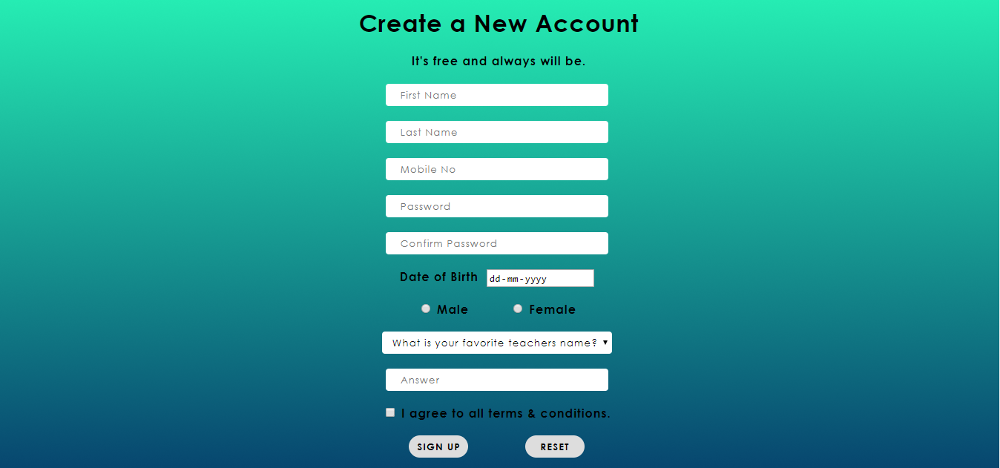 Create a New Account
It's free and always will be.
First Name
Last Name
Mobile No
Password
Confirm Password
Date of Birth dd-mm-yyyy
Male Female
What is your favorite teachers name?
Answer
I agree to all terms & conditions.
SIGN UP RESET